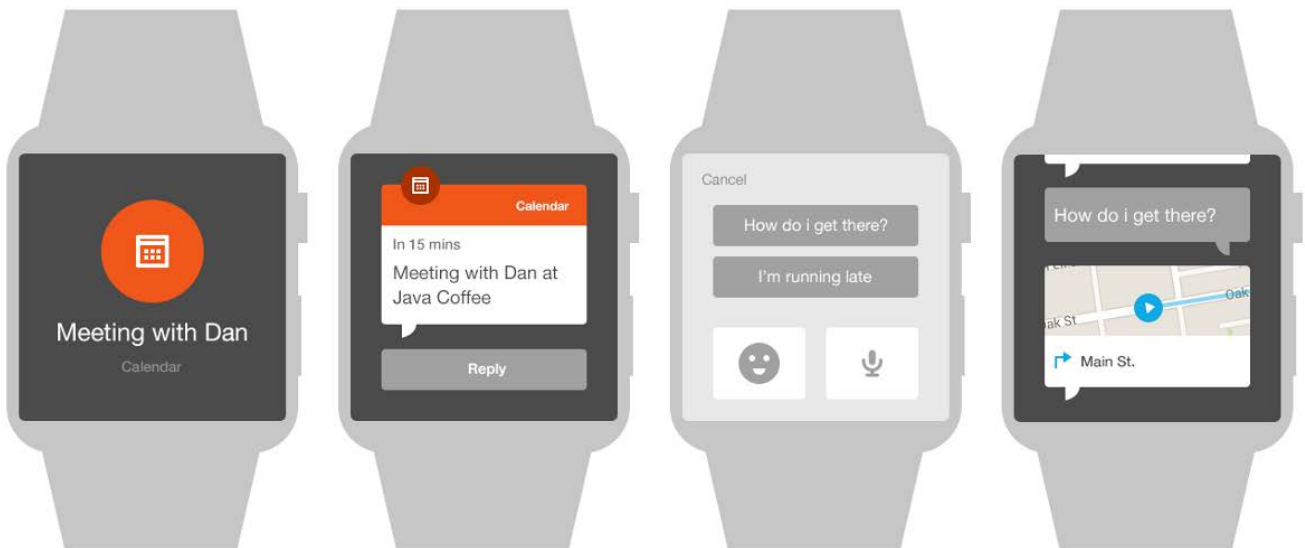 Meeting with Dan
Calendar
Calendar
In 15 mins
Meeting with Dan at
Java Coffee
Reply
Cancel
How do i get there?
I'm running late
How do i get there?
Oak
Oak St
Main St.